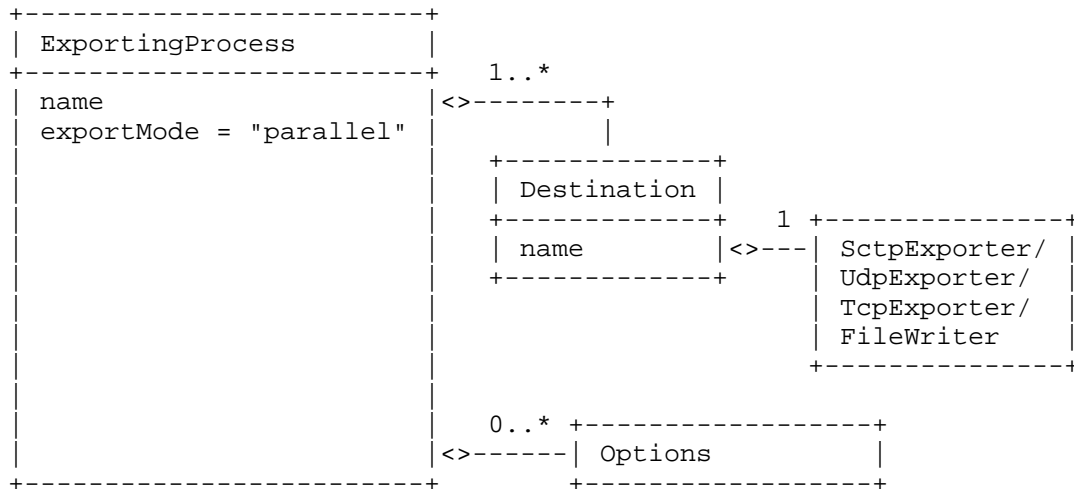 ExportingProcess
1..*
name <>
exportMode = "parallel"
Destination
1
name <> SctpExporter/
UdpExporter/
TcpExporter/
FileWriter
0..*
<> Options